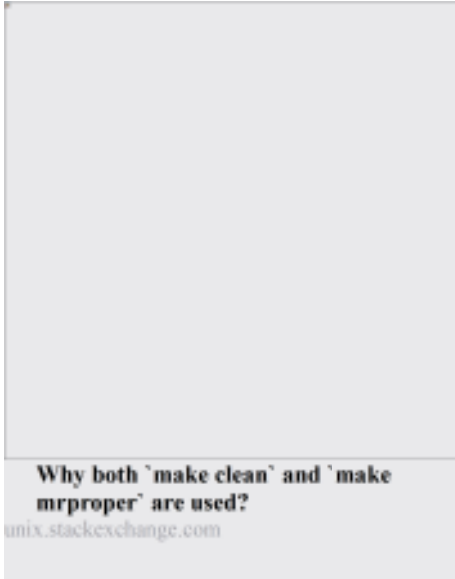 Why both `make clean` and `make
mrproper` are used?
unix.stackexchange.com